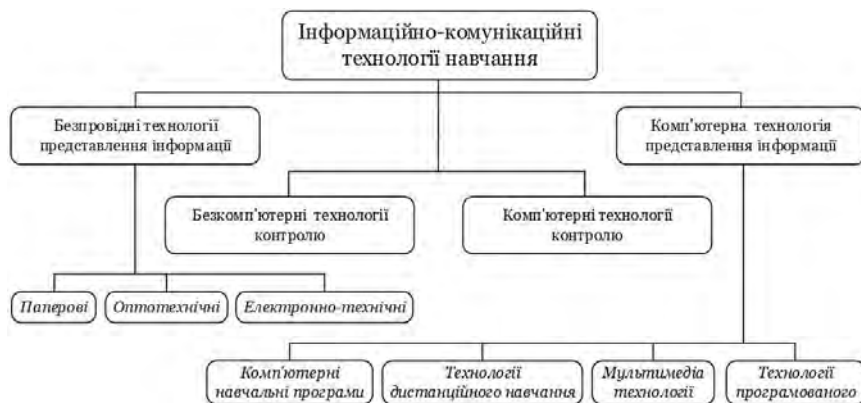 Інформаційно-комунікаційні
технології навчання
Безпровідні технології
представлення інформації
Комп'ютерна технологія
представлення інформації
Безкомп'ютерні технології
контролю
Комп'ютерні технології
контролю
Паперові
Оптотехнічні
Електронно-технічні
Комп'ютерні
навчальні програми
Технології
дистанційного навчання
Мультимедіа
технології
Технології
програмованого